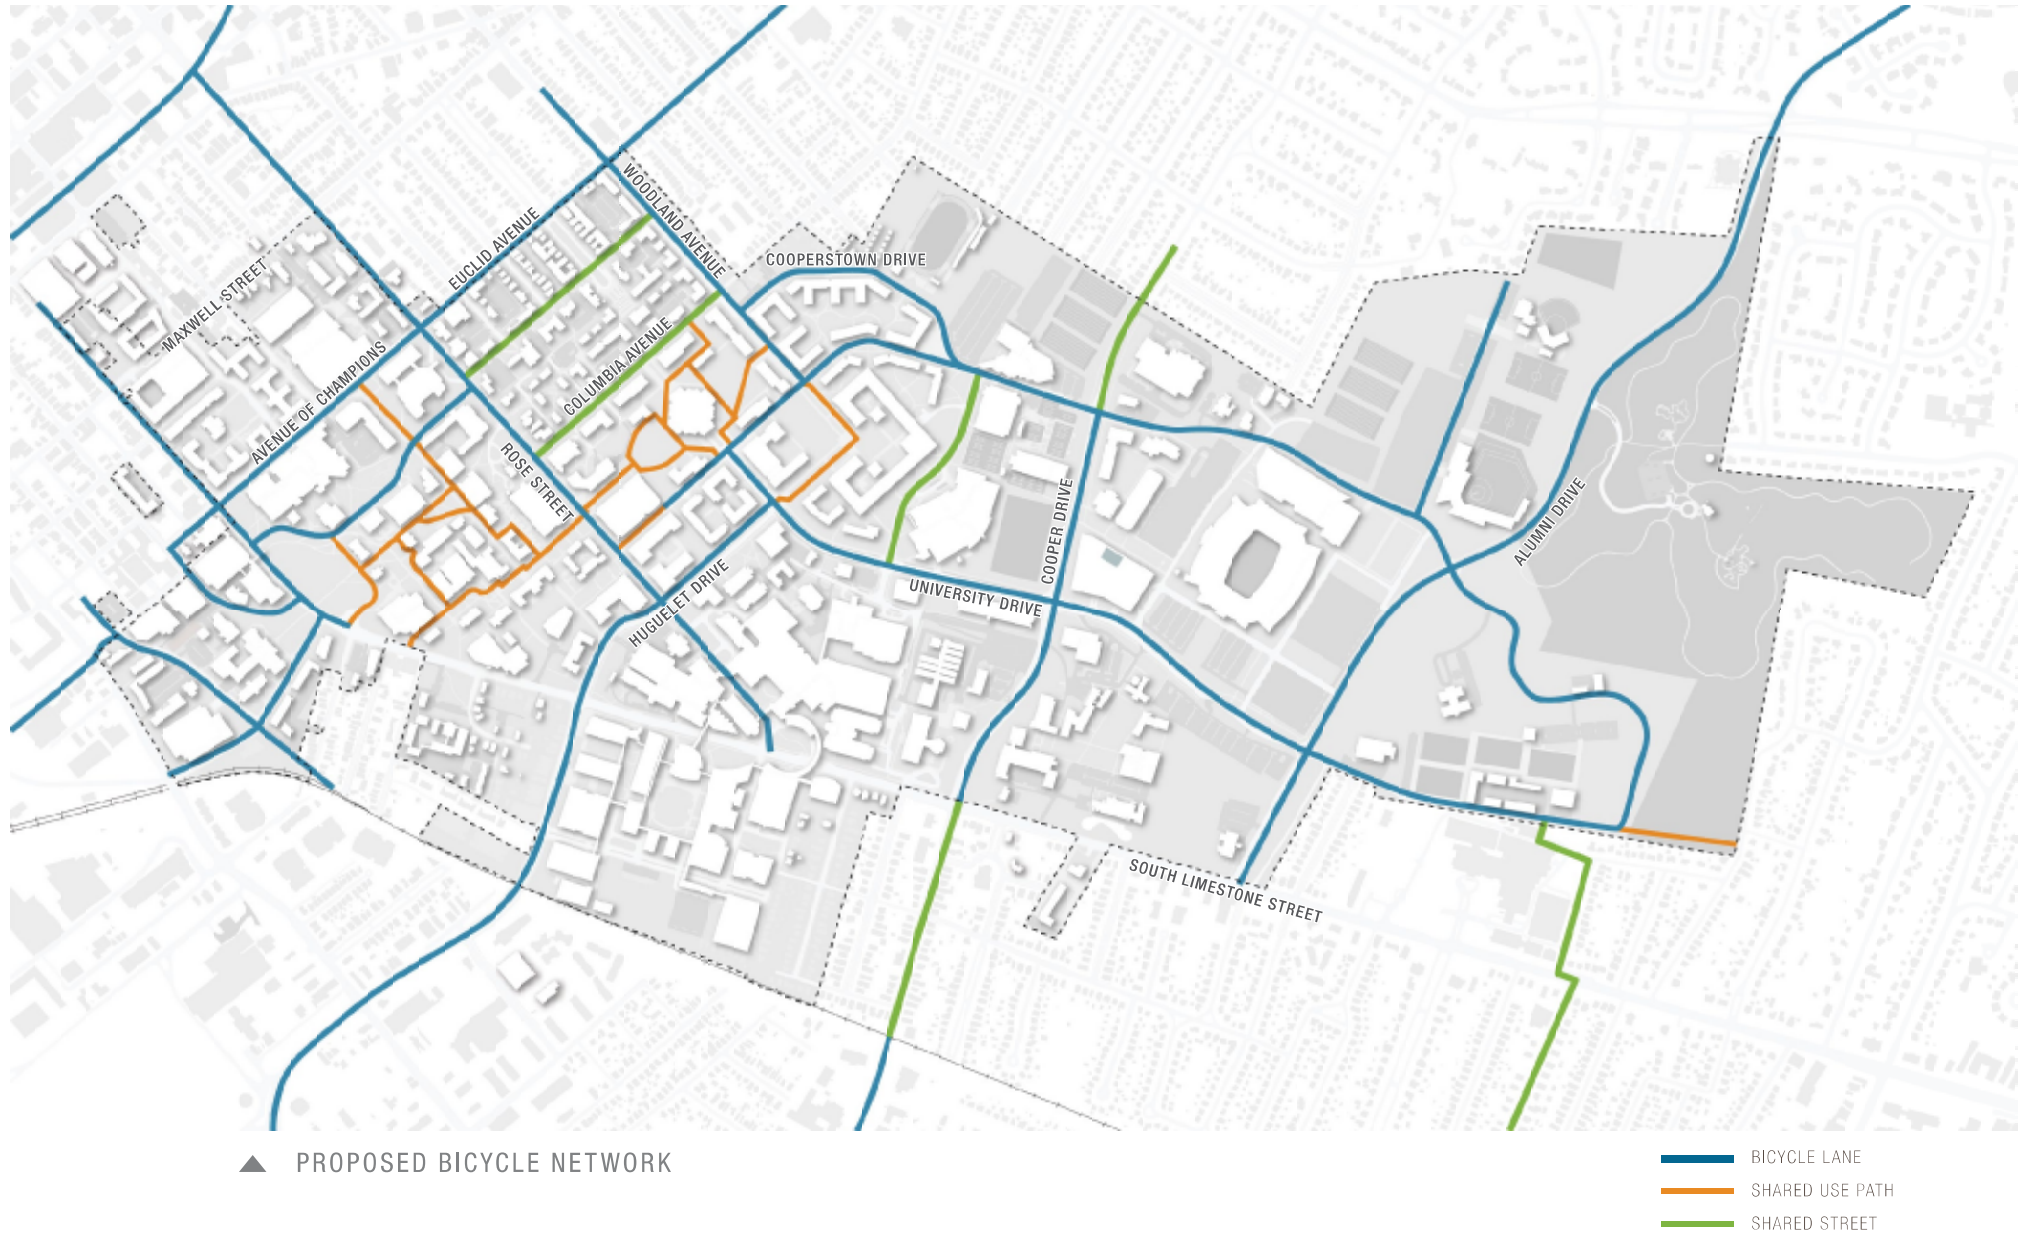 WOODLAND AVENUE
EUCLID AVENUE
COOPERSTOWN DRIVE
MAXWELL STREET
AVENUE OF CHAMPIONS
COLUMBIA AVENUE
ROSE STREET
COOPER DRIVE
ALUMNI DRIVE
HUGUELET DRIVE
UNIVERSITY DRIVE
SOUTH LIMESTONE STREET
PROPOSED BICYCLE NETWORK
BICYCLE LANE
SHARED USE PATH
SHARED STREET